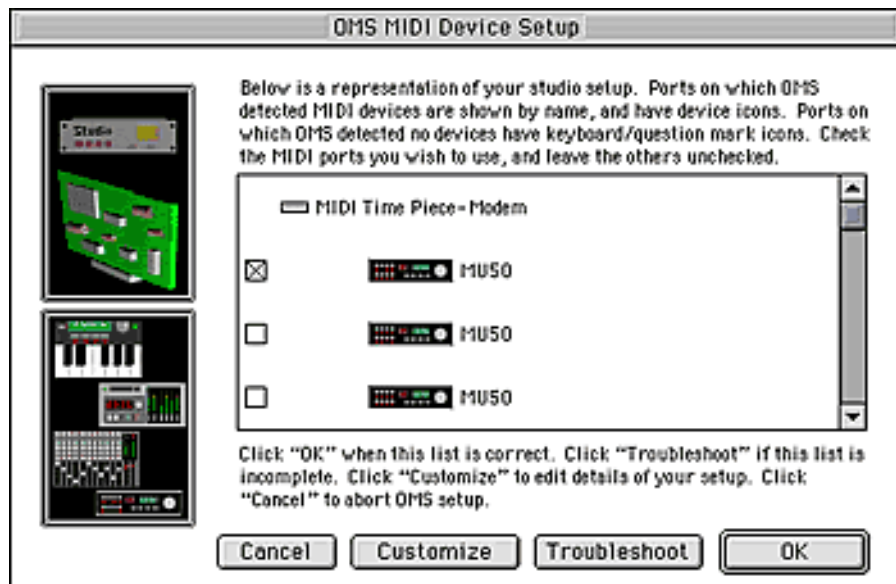 OMS MIDI Device Setup
Below is a representation of your studio setup. Ports on which OMS
detected MIDI devices are shown by name, and have device icons. Ports on
which OMS detected no devices have keyboard/question mark icons. Check
the MIDI ports you wish to use, and leave the others unchecked.
Studio
MIDI Time Piece-Modem
MU50
MU50
MU50
Click “OK” when this list is correct. Click “Troubleshoot” if this list is
incomplete. Click “Customize” to edit details of your setup. Click
“Cancel” to abort OMS setup.
Cancel Customize Troubleshoot OK